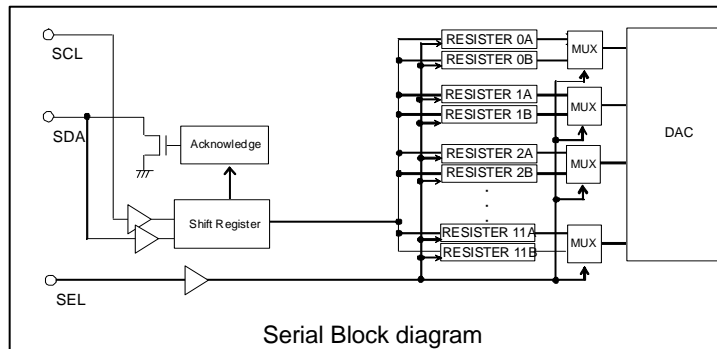 SCL
SDA
SEL
Acknowledge
Shift Register
RESISTER 0A
RESISTER 0B
MUX
RESISTER 1A
RESISTER 1B
MUX
RESISTER 2A
RESISTER 2B
MUX
RESISTER 11A
RESISTER 11B
MUX
DAC
Serial Block diagram